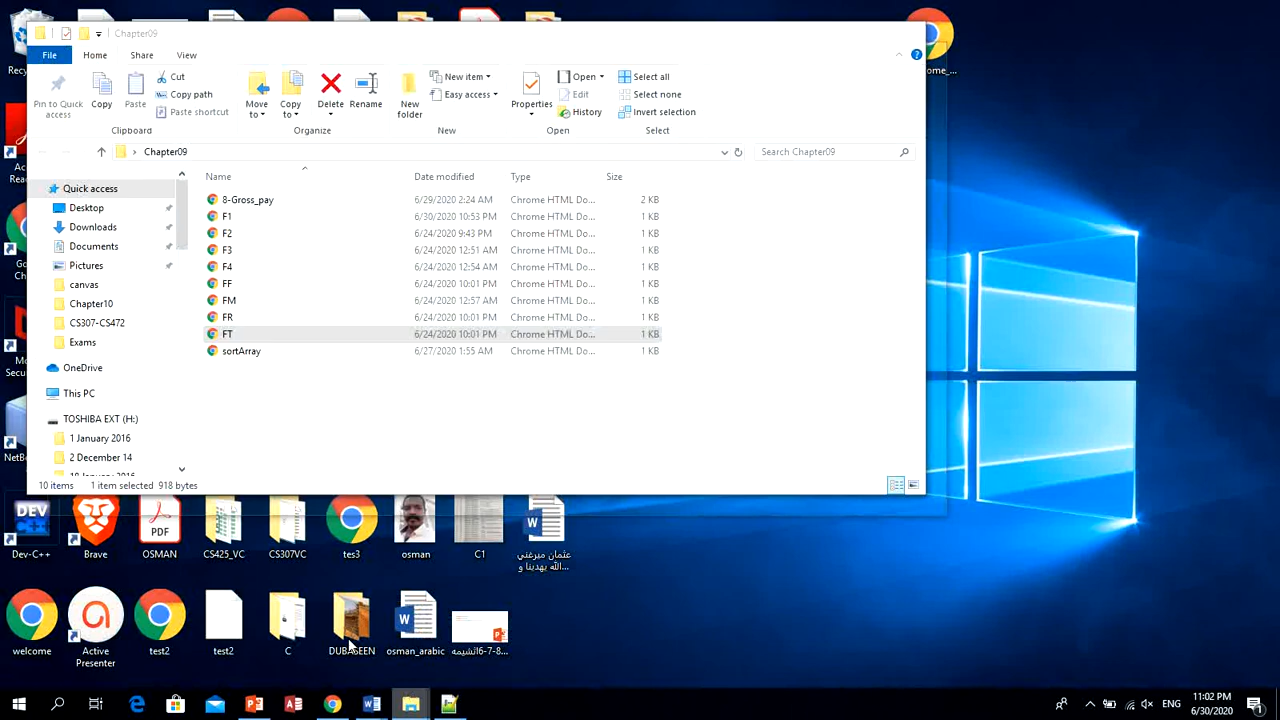 Chapter09
File Home Share View
Pin to Quick access
Copy
Paste
Cut
Copy path
Paste shortcut
Move to
Copy to
Delete
Rename
New folder
New item
Easy access
Properties
Open
Edit
History
Select all
Select none
Invert selection
Clipboard Organize New Open Select
Chapter09
Search Chapter09
Name Date modified Type Size
8-Gross_pay 6/29/2020 2:24 AM Chrome HTML Do... 2 KB
F1 6/30/2020 10:53 PM Chrome HTML Do... 1 KB
F2 6/24/2020 9:43 PM Chrome HTML Do... 1 KB
F3 6/24/2020 12:51 AM Chrome HTML Do... 1 KB
F4 6/24/2020 12:54 AM Chrome HTML Do... 1 KB
FF 6/24/2020 10:01 PM Chrome HTML Do... 1 KB
FM 6/24/2020 12:57 AM Chrome HTML Do... 1 KB
FR 6/24/2020 10:01 PM Chrome HTML Do... 1 KB
FT 6/24/2020 10:01 PM Chrome HTML Do... 1 KB
sortArray 6/27/2020 1:55 AM Chrome HTML Do... 1 KB
Quick access
Desktop
Downloads
Documents
Pictures
canvas
Chapter10
CS307-CS472
Exams
OneDrive
This PC
TOSHIBA EXT (H:)
1 January 2016
2 December 14
18 January 2016
10 items 1 item selected 918 bytes
Dev-C++
Brave
OSMAN
CS425_VC
CS307VC
tes3
osman
C1
عثمان ميرغني
الله يهدينا و...
welcome
Active Presenter
test2
test2
C
DUBASEEN
osman_arabic
ENG
11:02 PM
6/30/2020